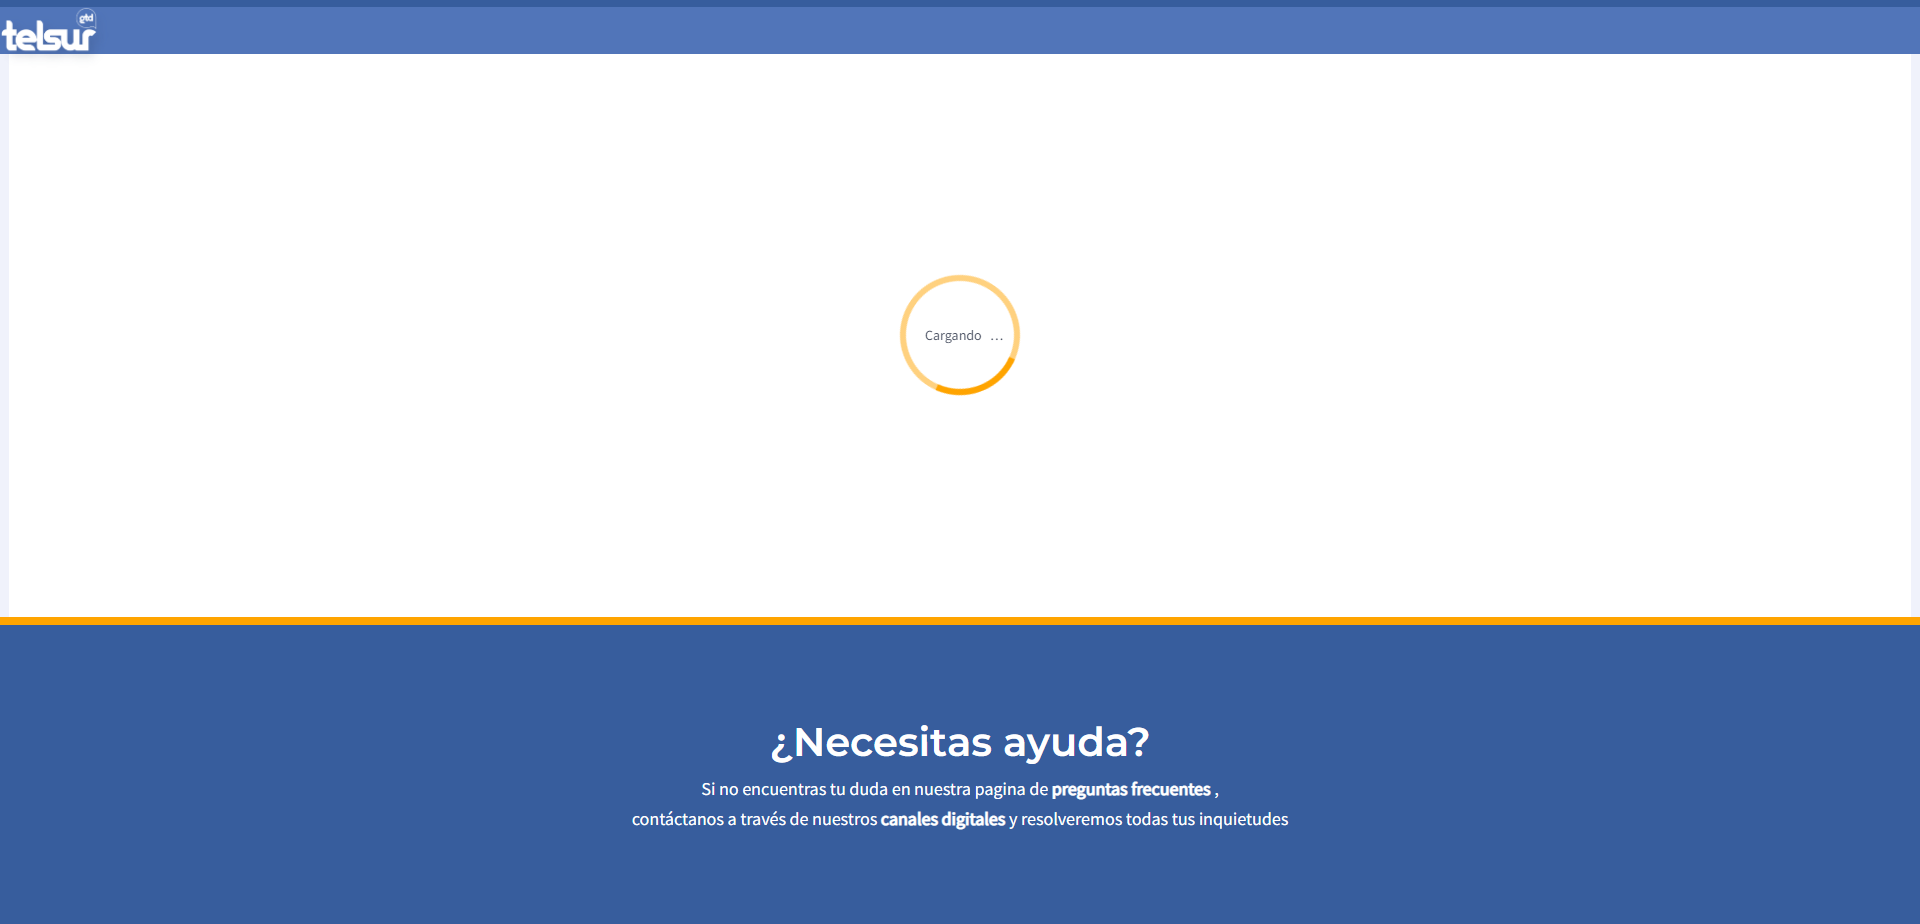 gtd
telsur
Cargando ...
¿Necesitas ayuda?
Si no encuentras tu duda en nuestra pagina de preguntas frecuentes ,
contáctanos a través de nuestros canales digitales y resolveremos todas tus inquietudes